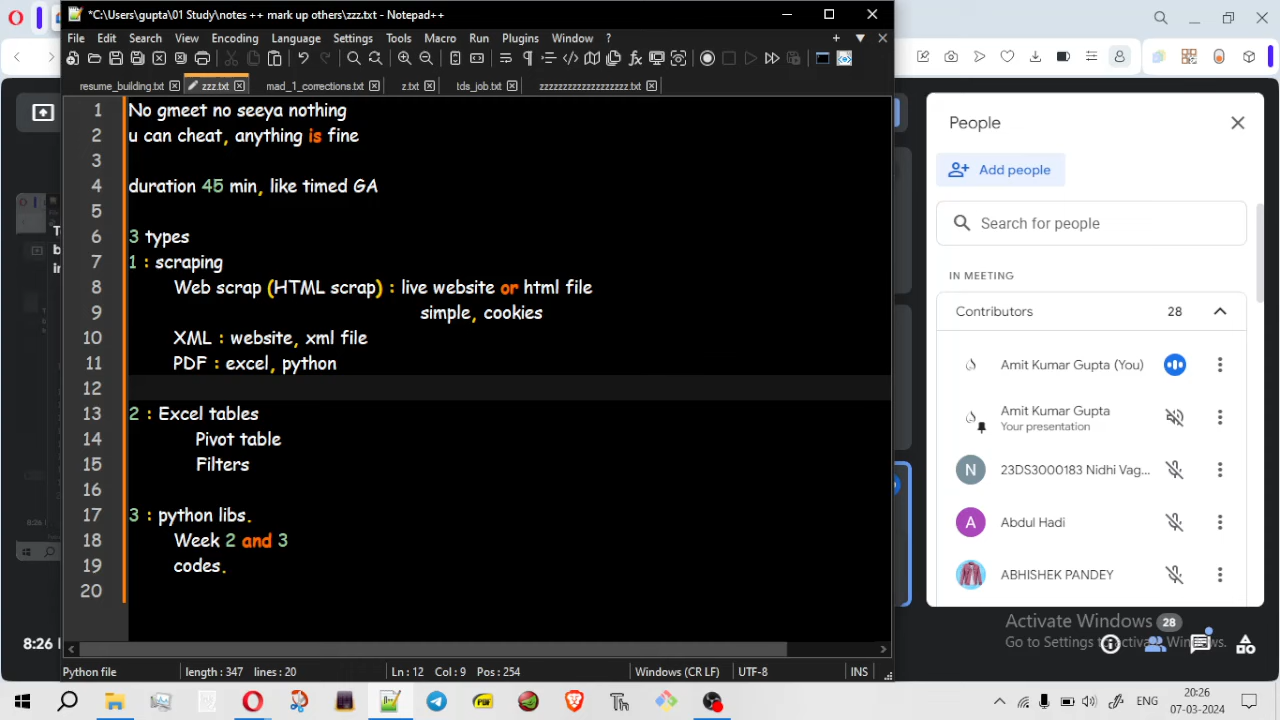 *C:\Users\gupta\01 Study\notes ++ mark up others\zzz.txt - Notepad++
File Edit Search View Encoding Language Settings Tools Macro Run Plugins Window ?
resume_building.txt zzz.txt mad_1_corrections.txt z.txt tds_job.txt zzzzzzzzzzzzzzzzzzz.txt
1 No gmeet no seeya nothing
2 u can cheat, anything is fine
3
4 duration 45 min, like timed GA
5
6 3 types
7 1 : scraping
8 Web scrap (HTML scrap) : live website or html file
9 simple, cookies
10 XML : website, xml file
11 PDF : excel, python
12
13 2 : Excel tables
14 Pivot table
15 Filters
16
17 3 : python libs.
18 Week 2 and 3
19 codes.
20
Python file length : 347 lines : 20 Ln : 12 Col : 9 Pos : 254 Windows (CR LF) UTF-8 INS
People
Add people
Search for people
IN MEETING
Contributors 28
Amit Kumar Gupta (You)
Amit Kumar Gupta
Your presentation
N 23DS3000183 Nidhi Vag...
A Abdul Hadi
ABHISHEK PANDEY
Activate Windows 28
Go to Settings to activate Windows.
8:26
ENG 20:26
07-03-2024